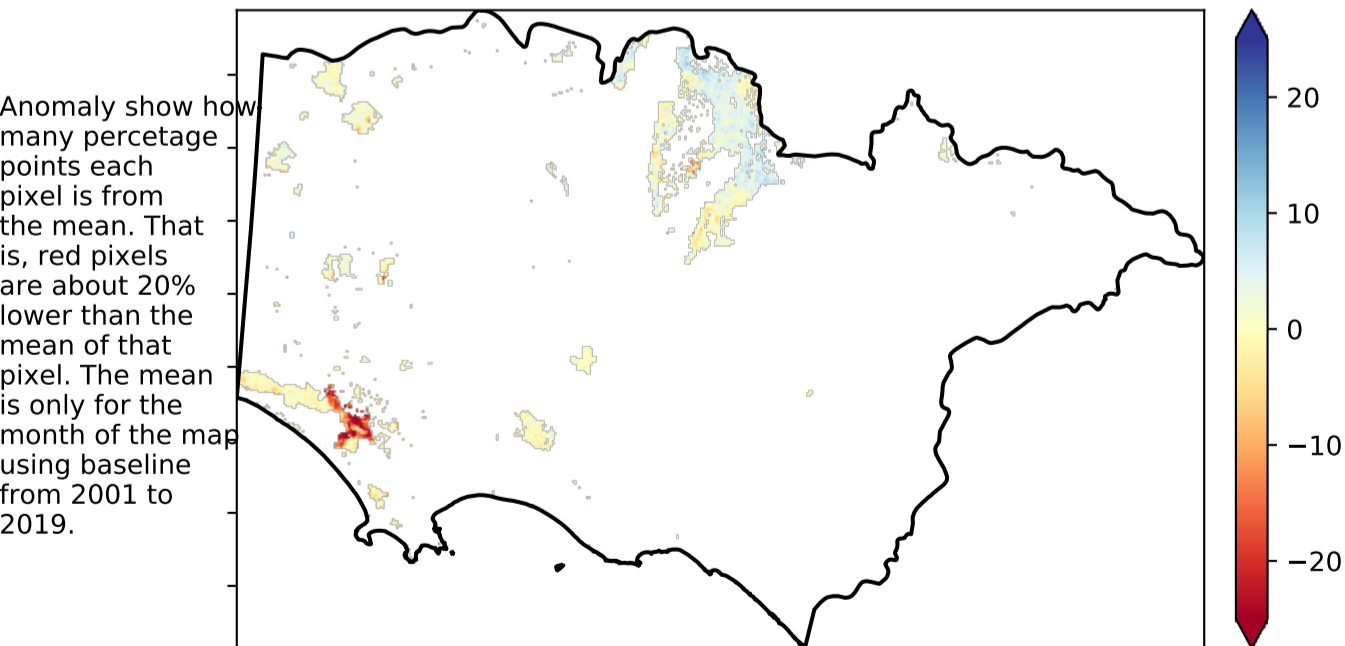 Anomaly show how
many percetage
points each
pixel is from
the mean. That
is, red pixels
are about 20%
lower than the
mean of that
pixel. The mean
is only for the
month of the map
using baseline
from 2001 to
2019.
20
10
0
−10
−20